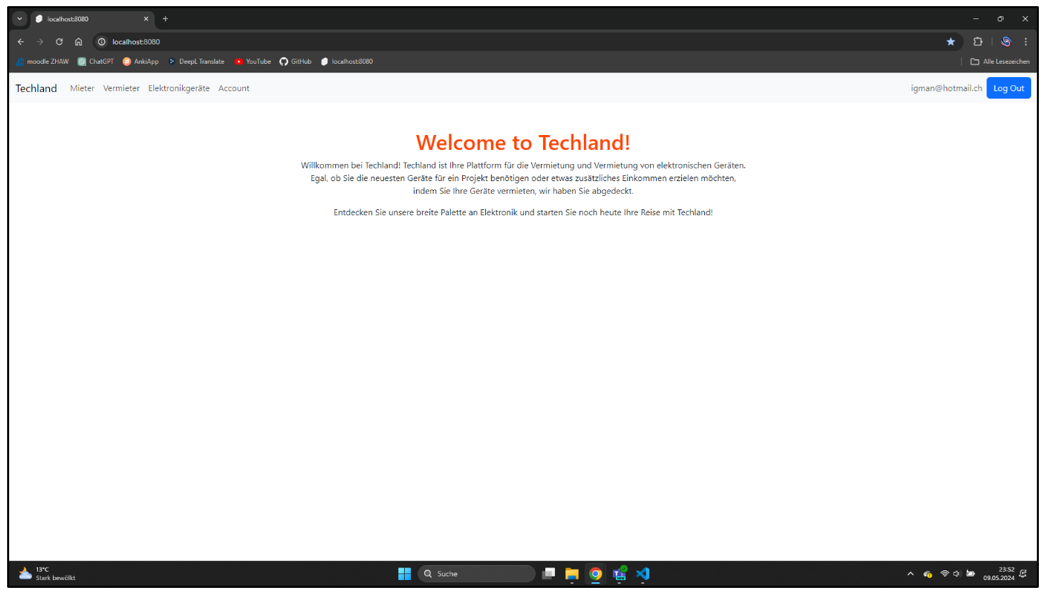 localhost:8080
localhost:8080
moodle ZHAW ChatGPT AnkiApp DeepL Translate YouTube GitHub localhost:8080 Alle Lesezeichen
Techland Mieter Vermieter Elektronikgeräte Account igman@hotmail.ch Log Out
Welcome to Techland!
Willkommen bei Techland! Techland ist Ihre Plattform für die Vermietung und Vermietung von elektronischen Geräten.
Egal, ob Sie die neuesten Geräte für ein Projekt benötigen oder etwas zusätzliches Einkommen erzielen möchten,
indem Sie Ihre Geräte vermieten, wir haben Sie abgedeckt.
Entdecken Sie unsere breite Palette an Elektronik und starten Sie noch heute Ihre Reise mit Techland!
13°C
Stark bewölkt
Suche
23:52
09.05.2024